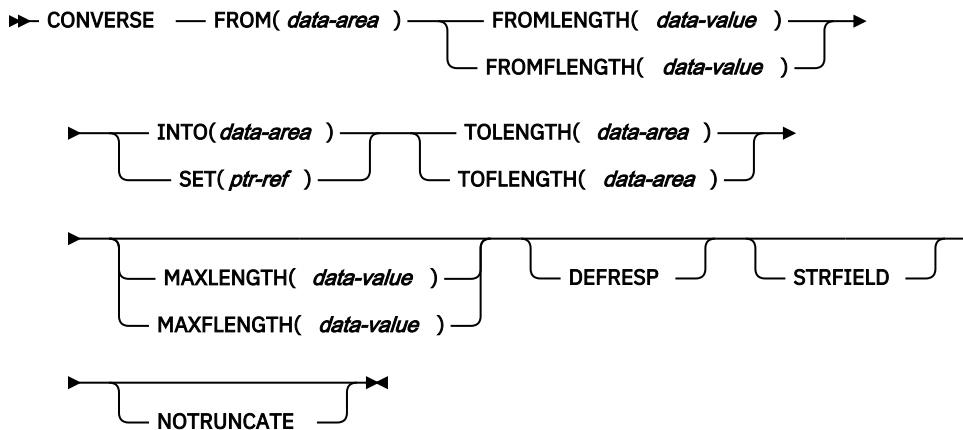 CONVERSE FROM( data-area ) FROMLENGTH( data-value )
FROMFLENGTH( data-value )
INTO( data-area ) TOLENGTH( data-area )
SET( ptr-ref ) TOFLENGTH( data-area )
MAXLENGTH( data-value ) DEFRESP STRFIELD
MAXFLENGTH( data-value )
NOTRUNCATE